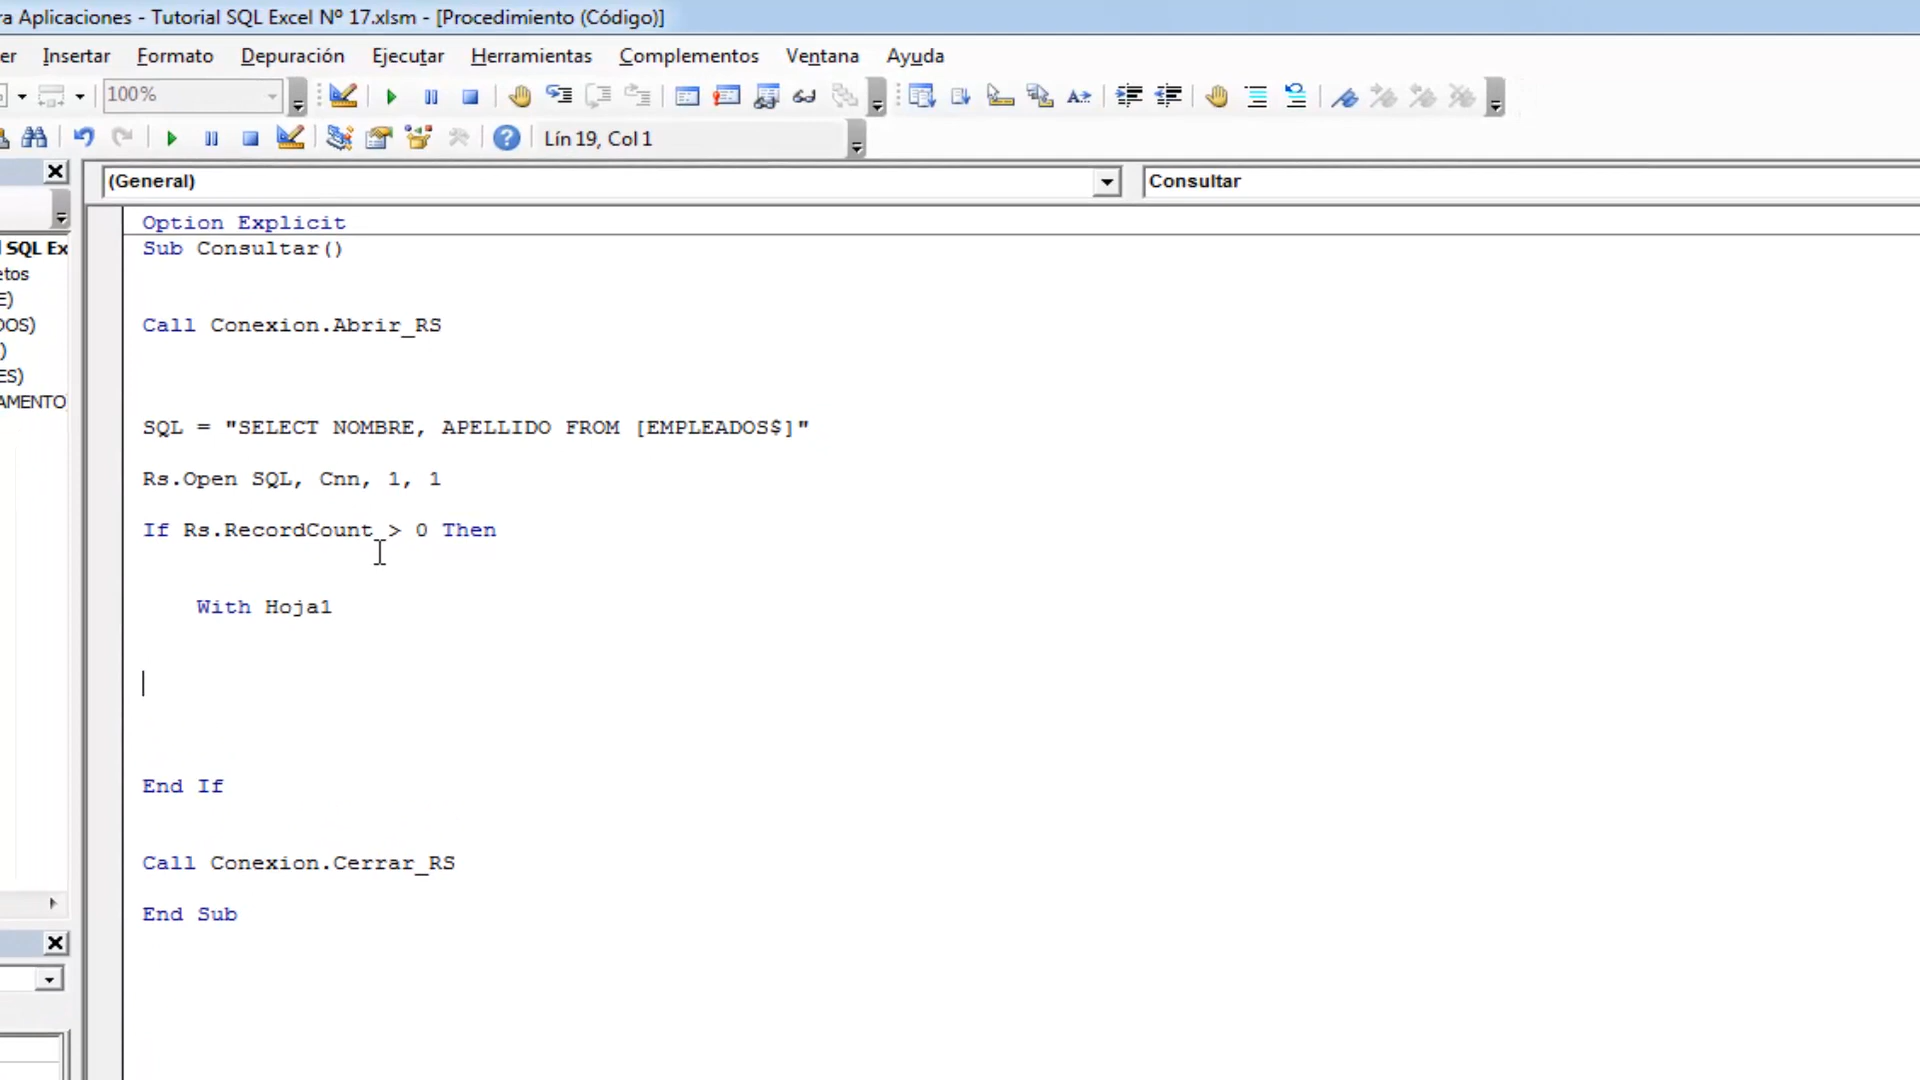 ra Aplicaciones - Tutorial SQL Excel Nº 17.xlsm - [Procedimiento (Código)]
er Insertar Formato Depuración Ejecutar Herramientas Complementos Ventana Ayuda
100%
Lín 19, Col 1
(General) Consultar
Option Explicit
Sub Consultar()
SQL Ex
etos
E)
Call Conexion.Abrir_RS
DOS)
)
ES)
AMENTO
SQL = "SELECT NOMBRE, APELLIDO FROM [EMPLEADOS$]"
Rs.Open SQL, Cnn, 1, 1
If Rs.RecordCount > 0 Then
With Hoja1
End If
Call Conexion.Cerrar_RS
End Sub